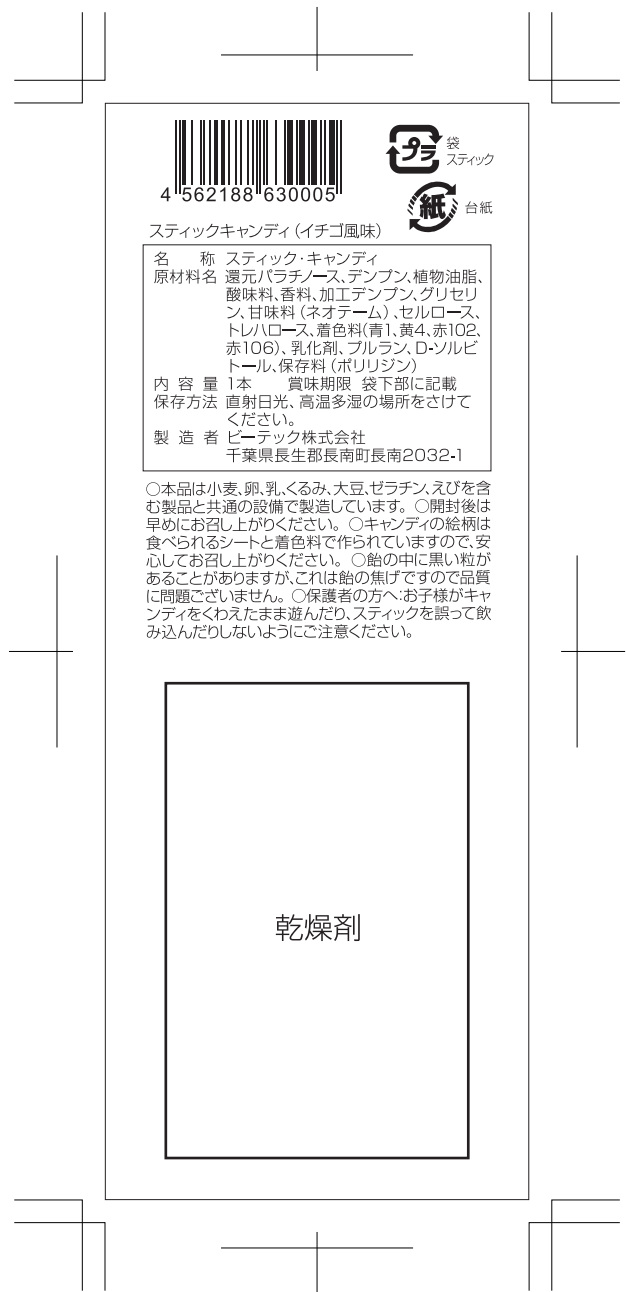 4 562188 630005
プラ
袋
スティック
紙
台紙
スティックキャンディ(イチゴ風味)
名 称 スティック・キャンディ
原材料名 還元パラチノース、デンプン、植物油脂、
酸味料、香料、加工デンプン、グリセリ
ン、甘味料(ネオテーム)、セルロース、
トレハロース、着色料(青1、黄4、赤102、
赤106)、乳化剤、プルラン、D-ソルビ
トール、保存料(ポリリジン)
内容量 1本 賞味期限 袋下部に記載
保存方法 直射日光、高温多湿の場所をさけて
ください。
製造者 ビーテック株式会社
千葉県長生郡長南町長南2032-1
○本品は小麦、卵、乳、くるみ、大豆、ゼラチン、えびを含
む製品と共通の設備で製造しています。○開封後は
早めにお召し上がりください。○キャンディの絵柄は
食べられるシートと着色料で作られていますので、安
心してお召し上がりください。○飴の中に黒い粒が
あることがありますが、これは飴の焦げですので品質
に問題ございません。○保護者の方へ:お子様がキャ
ンディをくわえたまま遊んだり、スティックを誤って飲
み込んだりしないようにご注意ください。
乾燥剤